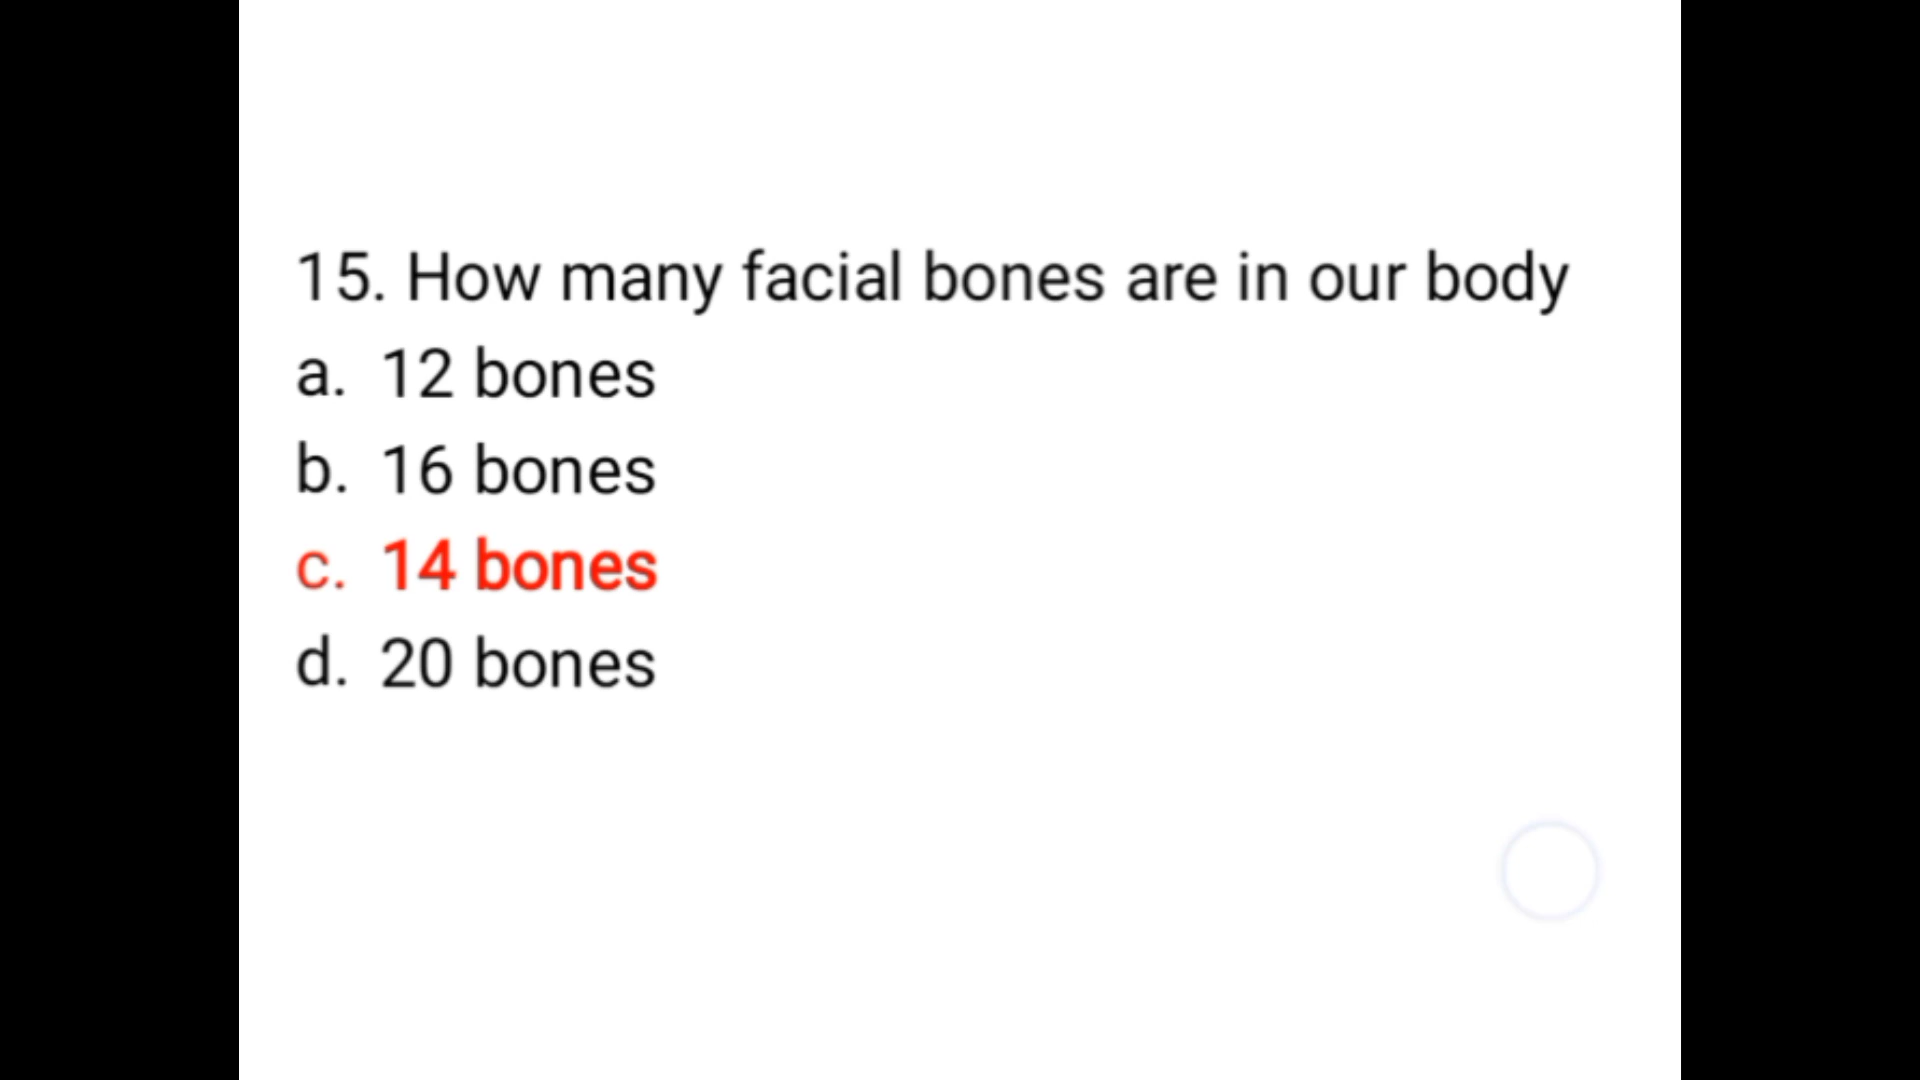 15. How many facial bones are in our body
a. 12 bones
b. 16 bones
c. 14 bones
d. 20 bones